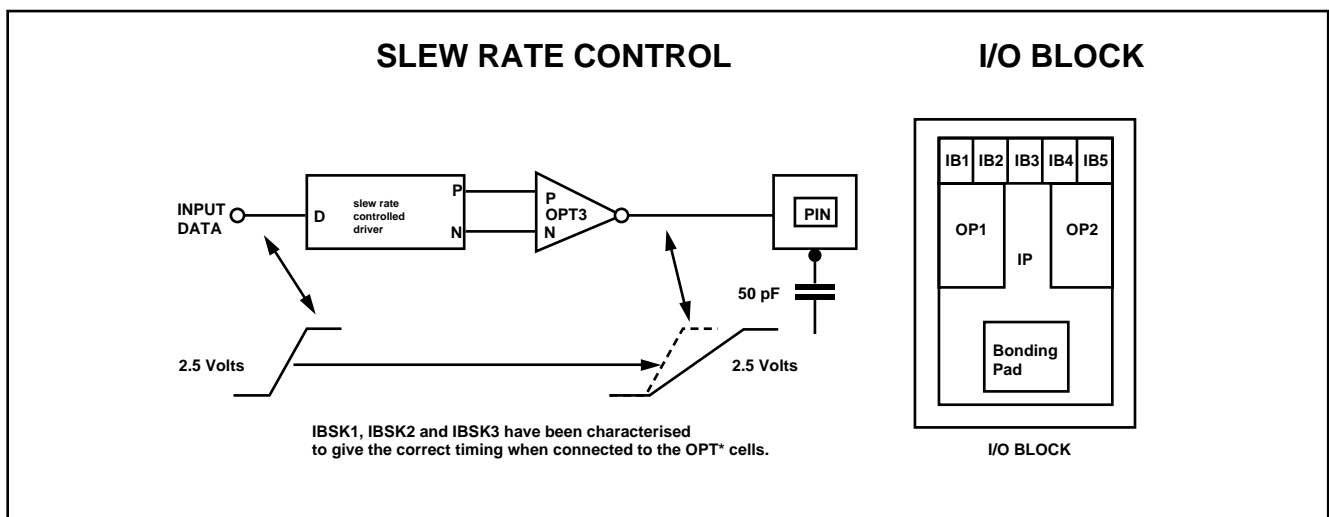 SLEW RATE CONTROL
I/O BLOCK
INPUT
DATA
D
slew rate
controlled
driver
P
N
P
OPT3
N
PIN
50 pF
2.5 Volts
2.5 Volts
IBSK1, IBSK2 and IBSK3 have been characterised
to give the correct timing when connected to the OPT* cells.
IB1 IB2 IB3 IB4 IB5
OP1
IP
OP2
Bonding
Pad
I/O BLOCK